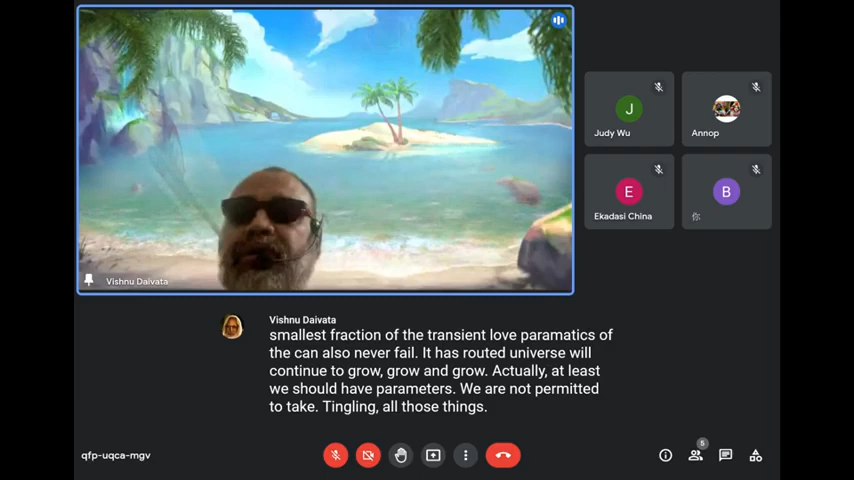 Vishnu Daivata
J
Judy Wu
Annop
E
Ekadasi China
B
你
Vishnu Daivata
smallest fraction of the transient love paramatics of
the can also never fail. It has routed universe will
continue to grow, grow and grow. Actually, at least
we should have parameters. We are not permitted
to take. Tingling, all those things.
qfp-uqca-mgv
5